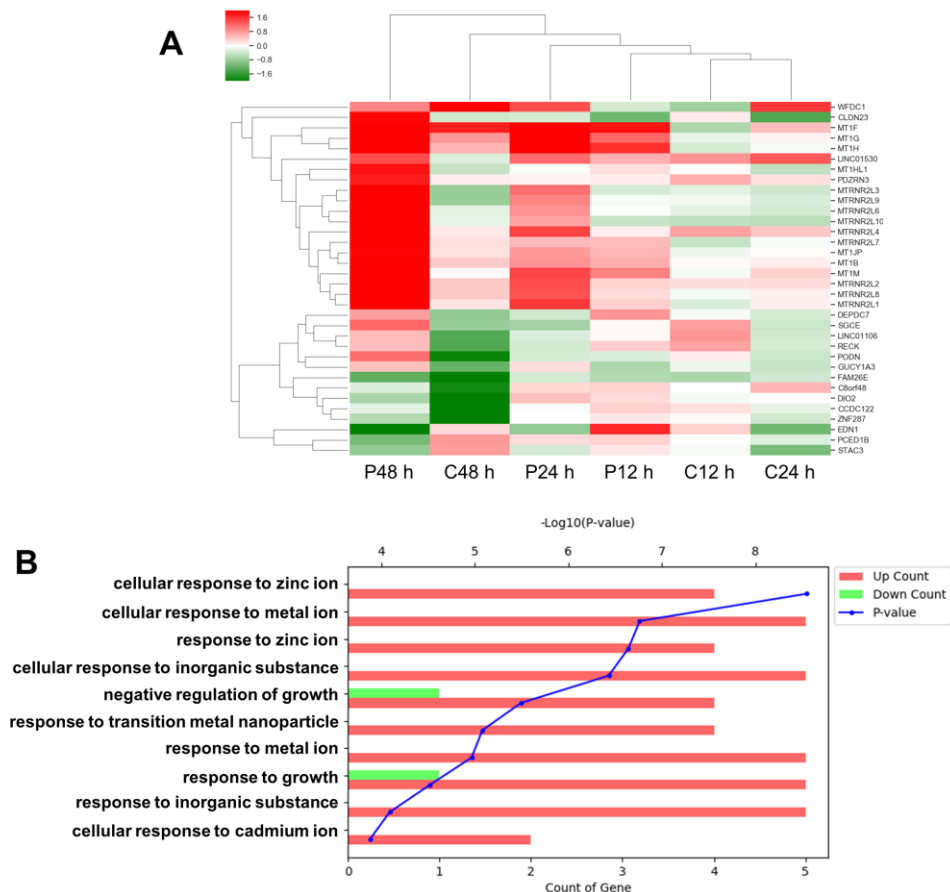 A
1.6
0.8
0.0
−0.8
−1.6
WFDC1
CLDN23
MT1F
MT1G
MT1H
LINC01530
MT1HL1
PDZRN3
MTRNR2L3
MTRNR2L9
MTRNR2L6
MTRNR2L10
MTRNR2L4
MTRNR2L7
MT1JP
MT1B
MT1M
MTRNR2L2
MTRNR2L8
MTRNR2L1
DEPDC7
SGCE
LINC01106
RECK
PODN
GUCY1A3
FAM26E
C8orf48
DIO2
CCDC122
ZNF287
EDN1
PCED1B
STAC3
P48 h C48 h P24 h P12 h C12 h C24 h
B
-Log10(P-value)
4 5 6 7 8
cellular response to zinc ion
cellular response to metal ion
response to zinc ion
cellular response to inorganic substance
negative regulation of growth
response to transition metal nanoparticle
response to metal ion
response to growth
response to inorganic substance
cellular response to cadmium ion
0 1 2 3 4 5
Count of Gene
Up Count
Down Count
P-value